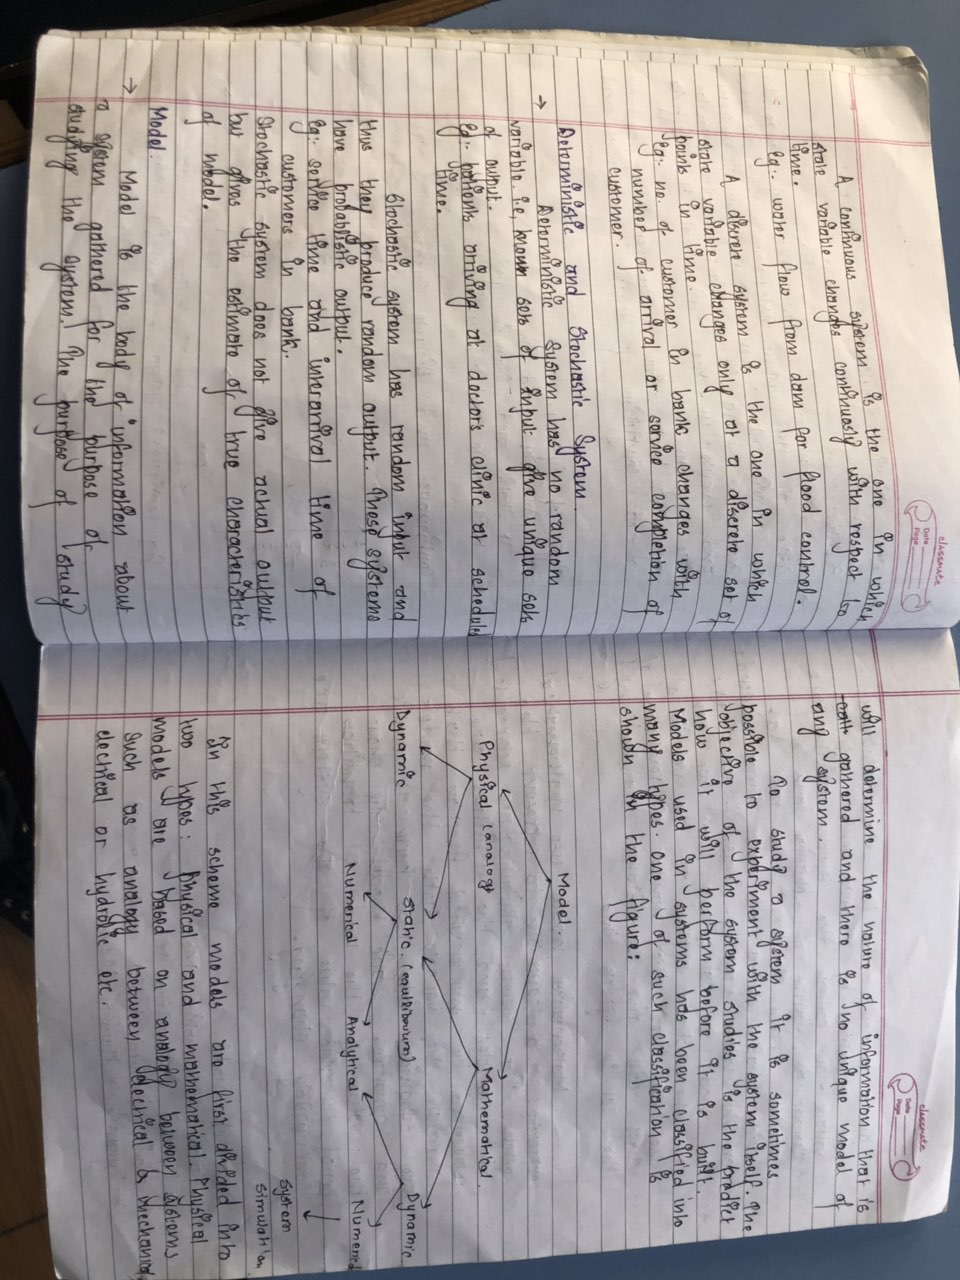 classmate
Date
Page
A continuous system is the one in which
state variable changes continuously with respect to
time.
eg:- water flow from dam for flood control.
A discrete system is the one in which
state variable changes only at a discrete set of
points in time.
eg:- no. of customer in bank changes with
number of arrival or service completion of
customer.
→ Deterministic and Stochastic System.
Deterministic System has no random
variable. i.e, known sets of input give unique sets
of output.
eg:- patients arriving at doctor's clinic at schedule
time.
Stochastic system has random input and
thus they produce random output. These systems
have probablistic output.
eg:- service time and interarrival time of
customers in bank.
Stochastic system does not give actual output
but gives the estimate of true characteristics
of model.
Model.
→ Model is the body of information about
a system gathered for the purpose of
studying the system. The purpose of study
classmate
Date
Page
will determine the nature of information that is
gathered and there is no unique model of
any system.
To study a system it is sometimes
possible to experiment with the system itself. The
objective of the system studies is the predict
how it will perform before it is built.
Models used in systems has been classified into
many types. One of such classification is
shown in the figure:
Model.
Physical (analog) Mathematical.
Dynamic Static. Dynamic
Numerical Analytical Numerical
System
simulation
In this scheme models are first divided into
two types: Physical and mathematical. Physical
models are based on analogy between systems
such as analogy between electrical & mechanical,
electrical or hydrolic etc.